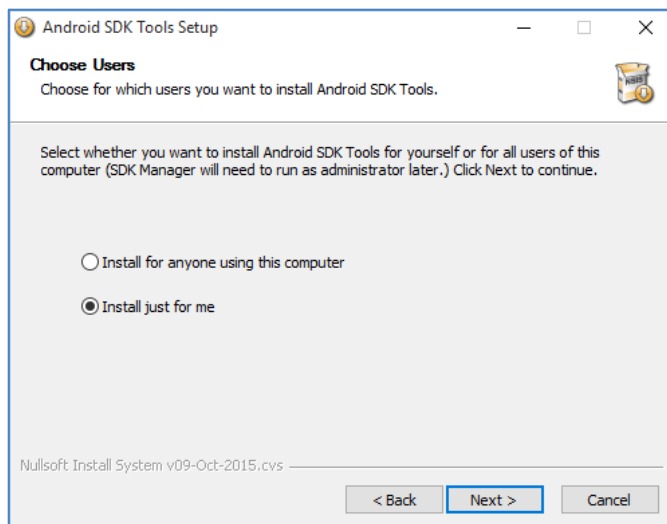 Android SDK Tools Setup
Choose Users
Choose for which users you want to install Android SDK Tools.
NSIS
Select whether you want to install Android SDK Tools for yourself or for all users of this
computer (SDK Manager will need to run as administrator later.) Click Next to continue.
Install for anyone using this computer
Install just for me
Nullsoft Install System v09-Oct-2015.cvs
< Back Next > Cancel